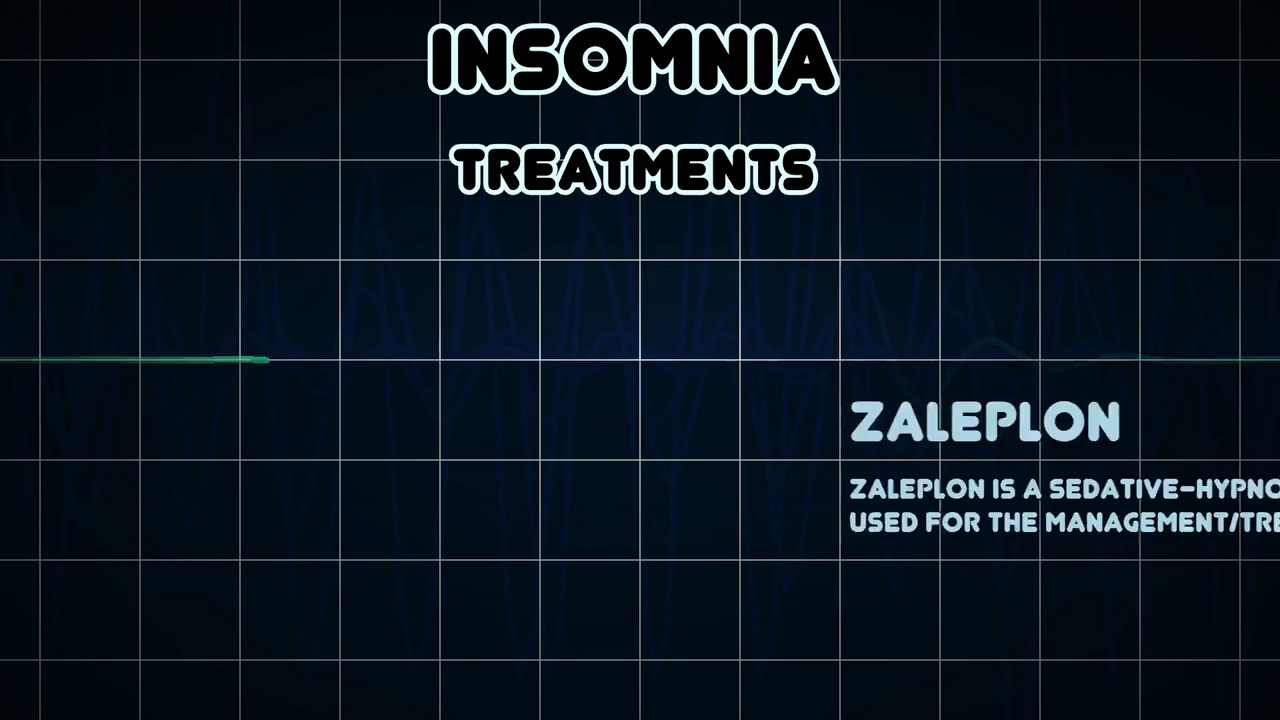 INSOMNIA
TREATMENTS
ZALEPLON
ZALEPLON IS A SEDATIVE-HYPNO
USED FOR THE MANAGEMENT/TRE